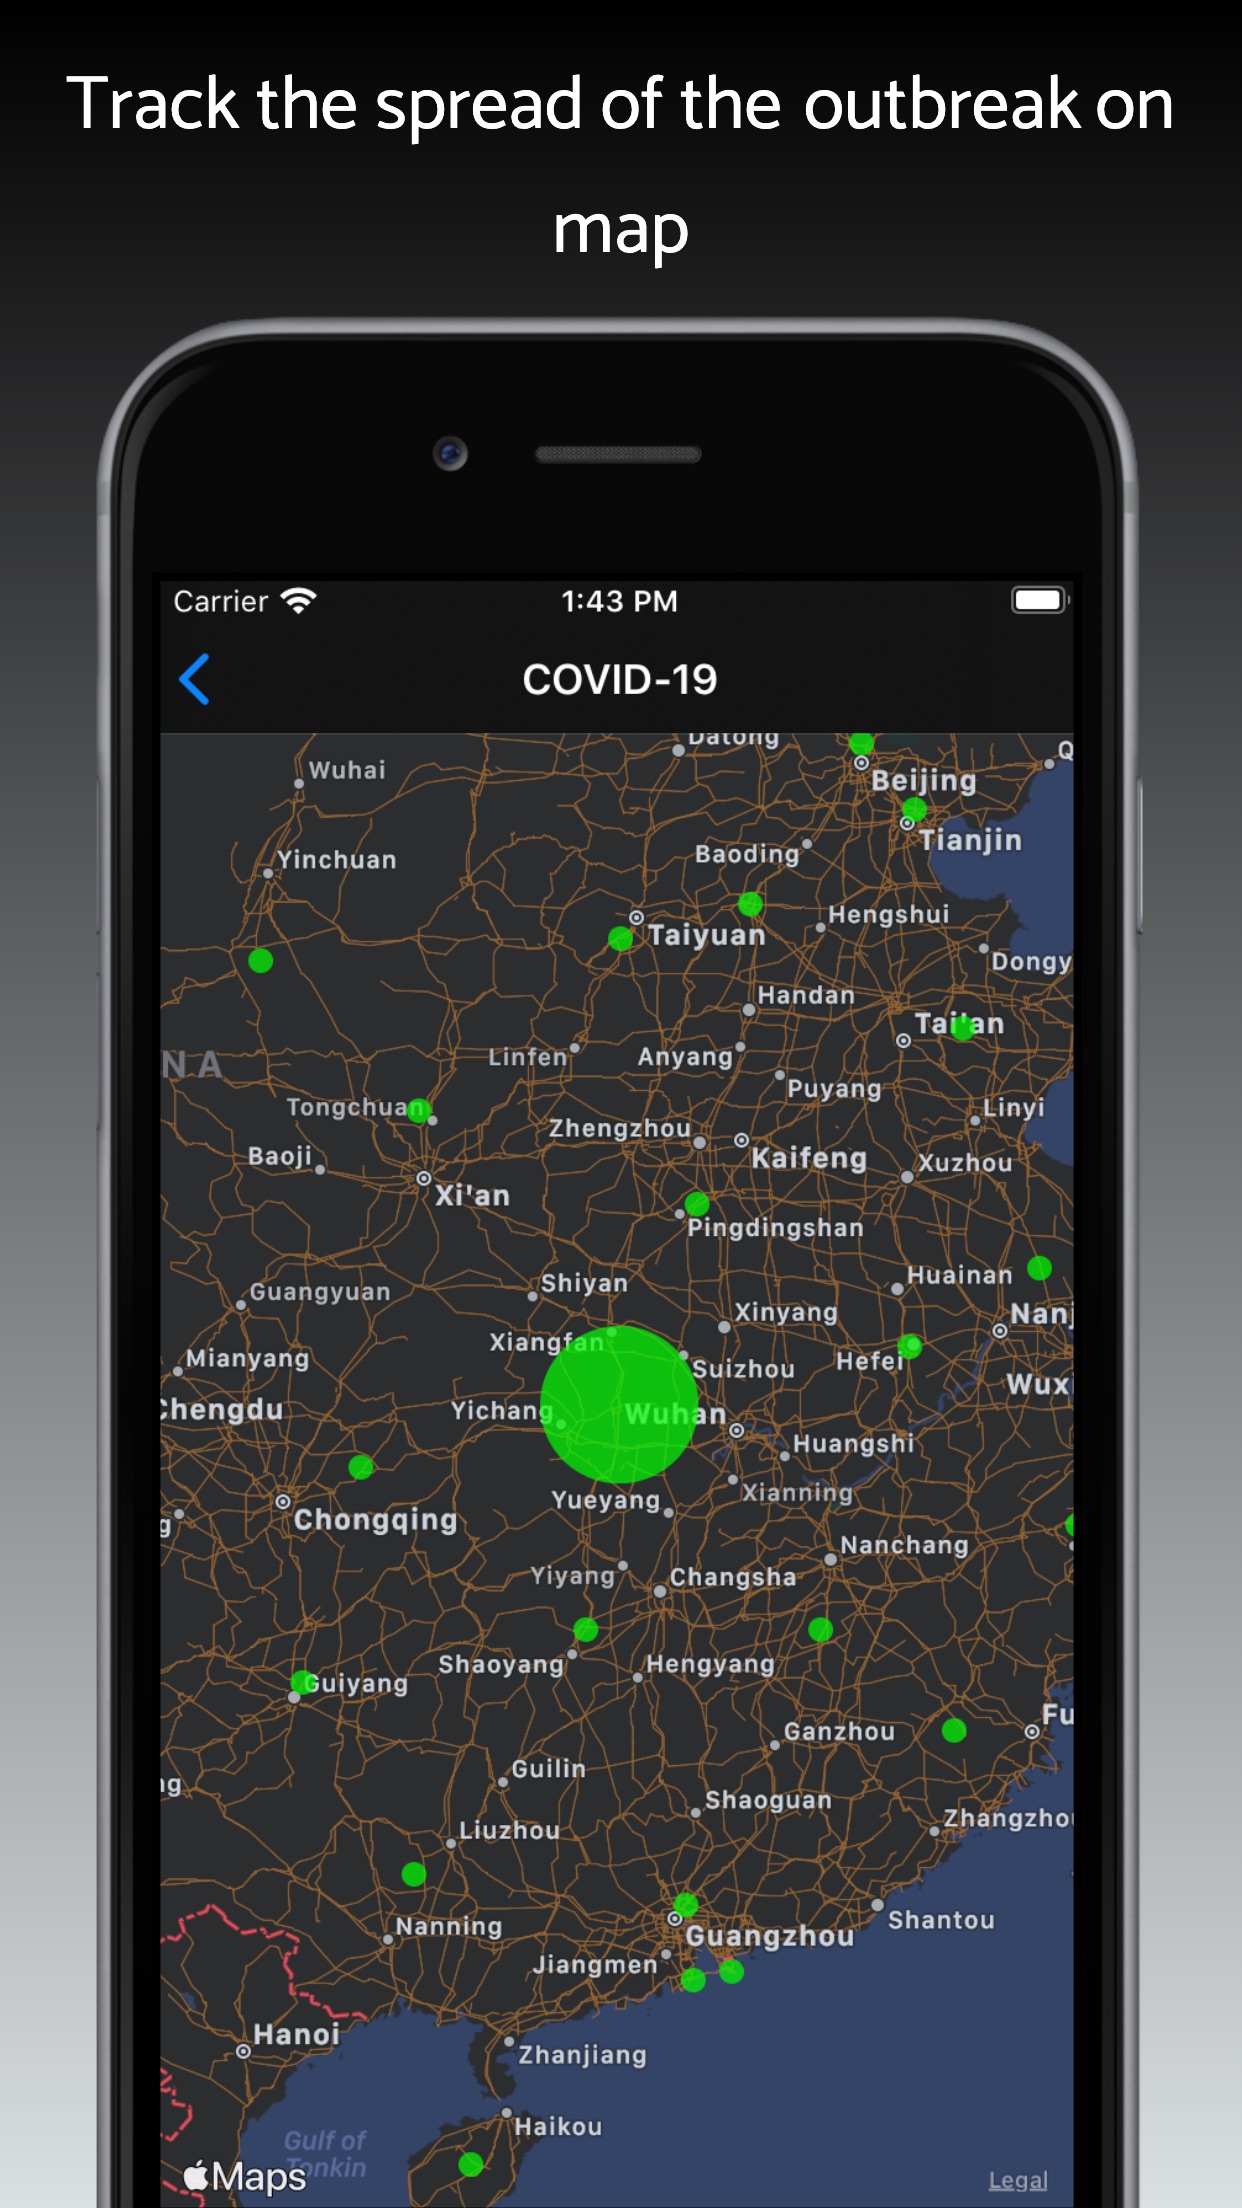 Track the spread of the outbreak on
map
Carrier
1:43 PM
COVID-19
Datong
Q
Wuhai
Beijing
Tianjin
Baoding
Yinchuan
Hengshui
Taiyuan
Dongy
Handan
Tai'an
Linfen
Anyang
NA
Puyang
Tongchuan
Linyi
Zhengzhou
Baoji
Kaifeng
Xuzhou
Xi'an
Pingdingshan
Shiyan
Huainan
Guangyuan
Xinyang
Nanj
Xiangfan
Mianyang
Suizhou
Hefei
Wuxi
Chengdu
Yichang
Wuhan
Huangshi
Xianning
Yueyang
Chongqing
g
Nanchang
Yiyang
Changsha
Shaoyang
Hengyang
Guiyang
Fu
Ganzhou
Guilin
ng
Shaoguan
Zhangzhou
Liuzhou
Nanning
Shantou
Guangzhou
Jiangmen
Hanoi
Zhanjiang
Haikou
Gulf of
Tonkin
Maps
Legal